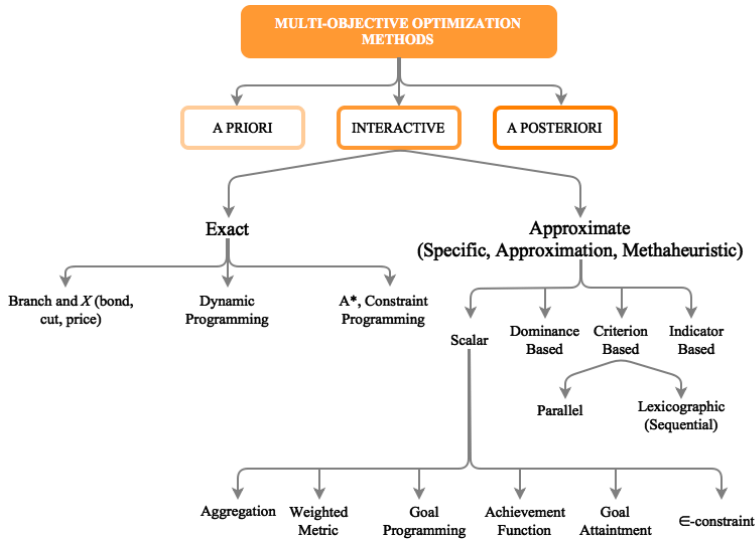 MULTI-OBJECTIVE OPTIMIZATION
METHODS
A PRIORI
INTERACTIVE
A POSTERIORI
Exact
Approximate
(Specific, Approximation, Methaheuristic)
Branch and X (bond,
cut, price)
Dynamic
Programming
A*, Constraint
Programming
Scalar
Dominance
Based
Criterion
Based
Indicator
Based
Parallel
Lexicographic
(Sequential)
Aggregation
Weighted
Metric
Goal
Programming
Achievement
Function
Goal
Attaintment
∈-constraint